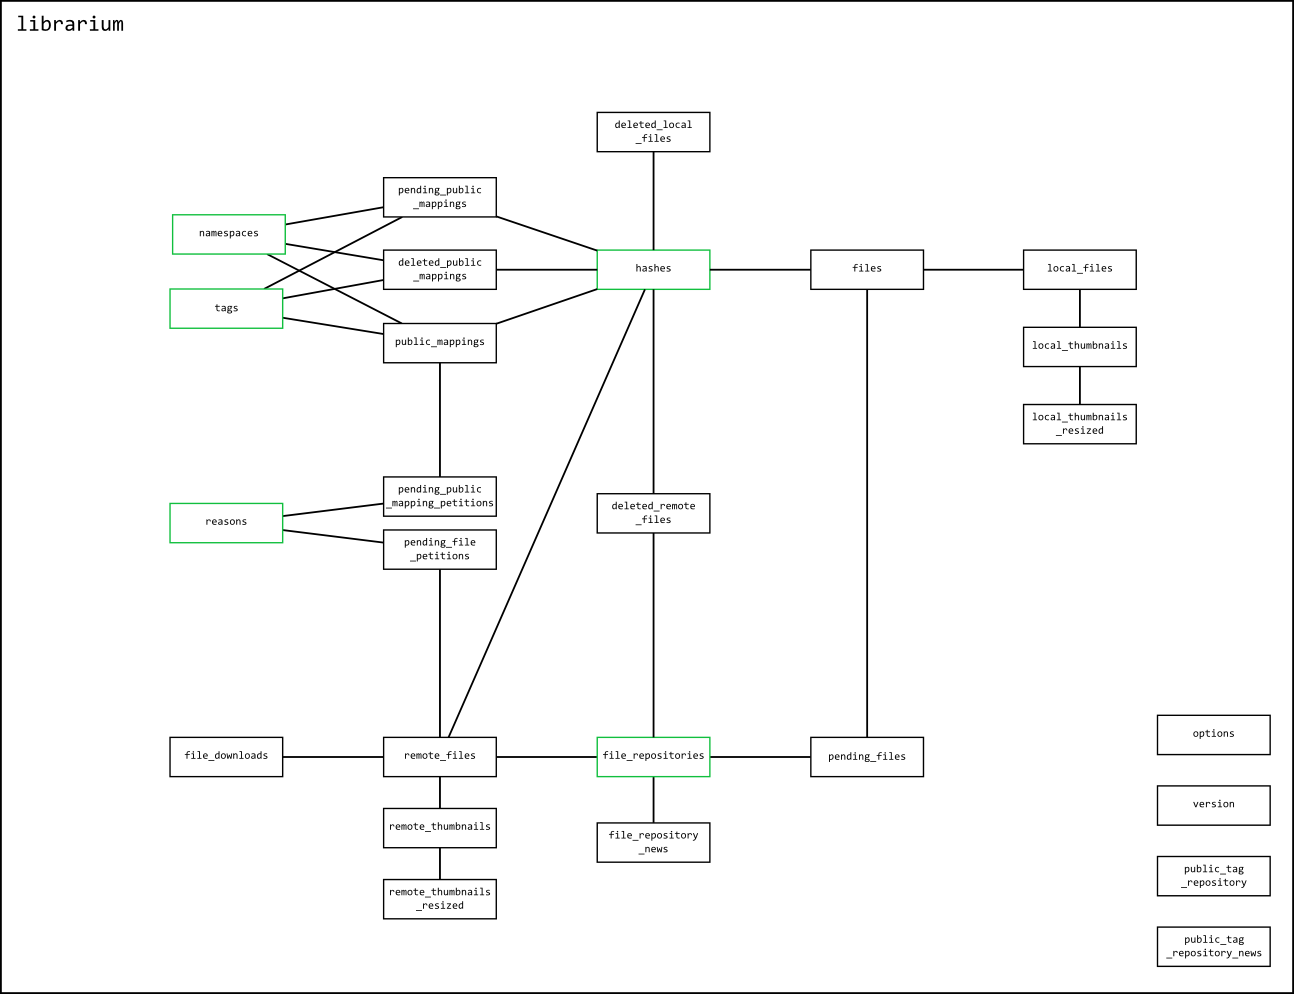 librarium
deleted_local
_files
pending_public
_mappings
namespaces
deleted_public
_mappings
hashes
files
local_files
tags
public_mappings
local_thumbnails
local_thumbnails
_resized
pending_public
_mapping_petitions
deleted_remote
_files
reasons
pending_file
_petitions
options
file_downloads
remote_files
file_repositories
pending_files
version
remote_thumbnails
file_repository
_news
public_tag
_repository
remote_thumbnails
_resized
public_tag
_repository_news